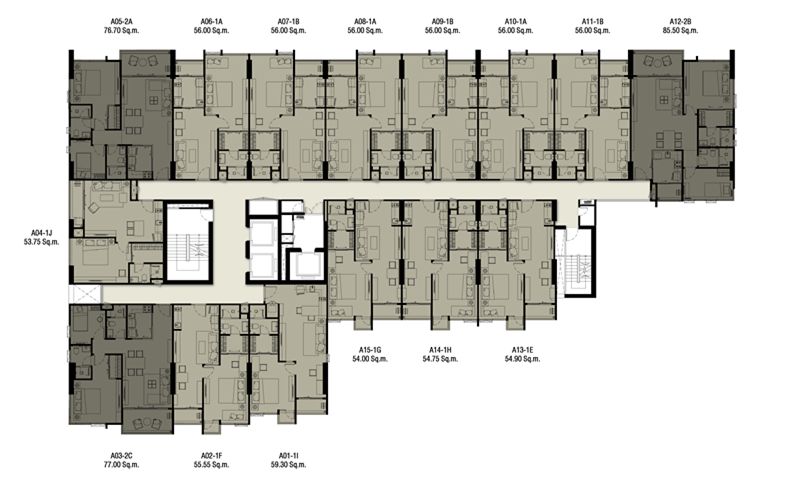 A05-2A
76.70 Sq.m.
A06-1A
56.00 Sq.m.
A07-1B
56.00 Sq.m.
A08-1A
56.00 Sq.m.
A09-1B
56.00 Sq.m.
A10-1A
56.00 Sq.m.
A11-1B
56.00 Sq.m.
A12-2B
85.50 Sq.m.
A04-1J
53.75 Sq.m.
A15-1G
54.00 Sq.m.
A14-1H
54.75 Sq.m.
A13-1E
54.90 Sq.m.
A03-2C
77.00 Sq.m.
A02-1F
55.55 Sq.m.
A01-1I
59.30 Sq.m.